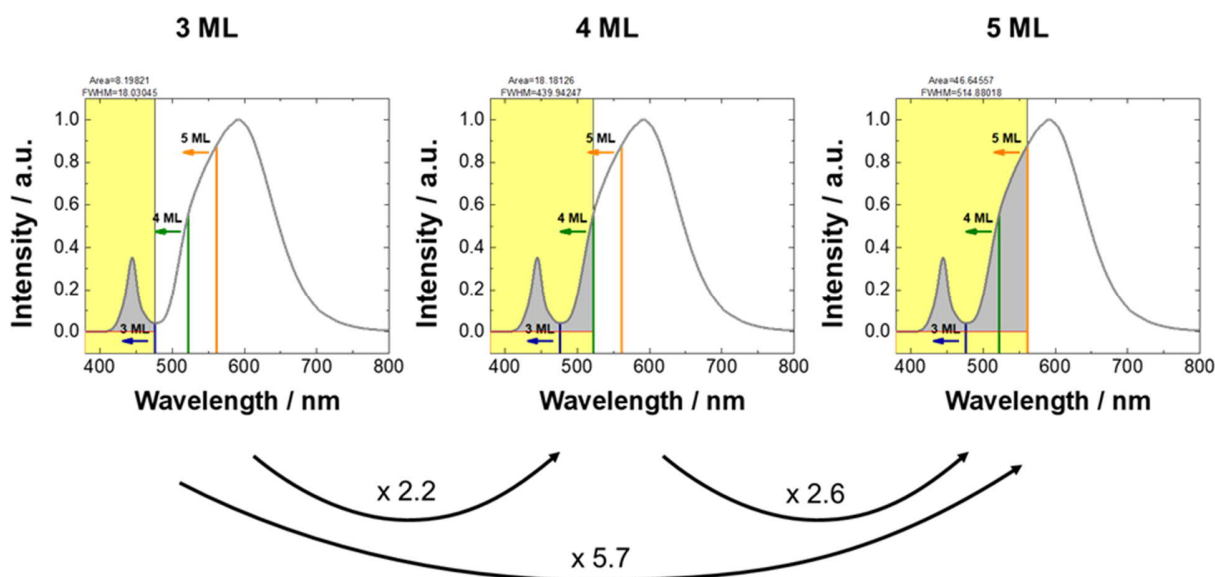 3 ML
4 ML
5 ML
Area=8.19821
FWHM=18.03045
1.0
0.8
0.6
0.4
0.2
0.0
5 ML
4 ML
3 ML
400 500 600 700 800
Intensity / a.u.
Wavelength / nm
Area=18.18126
FWHM=439.94247
1.0
0.8
0.6
0.4
0.2
0.0
5 ML
4 ML
3 ML
400 500 600 700 800
Intensity / a.u.
Wavelength / nm
Area=46.64557
FWHM=514.88018
1.0
0.8
0.6
0.4
0.2
0.0
5 ML
4 ML
3 ML
400 500 600 700 800
Intensity / a.u.
Wavelength / nm
x 2.2
x 2.6
x 5.7